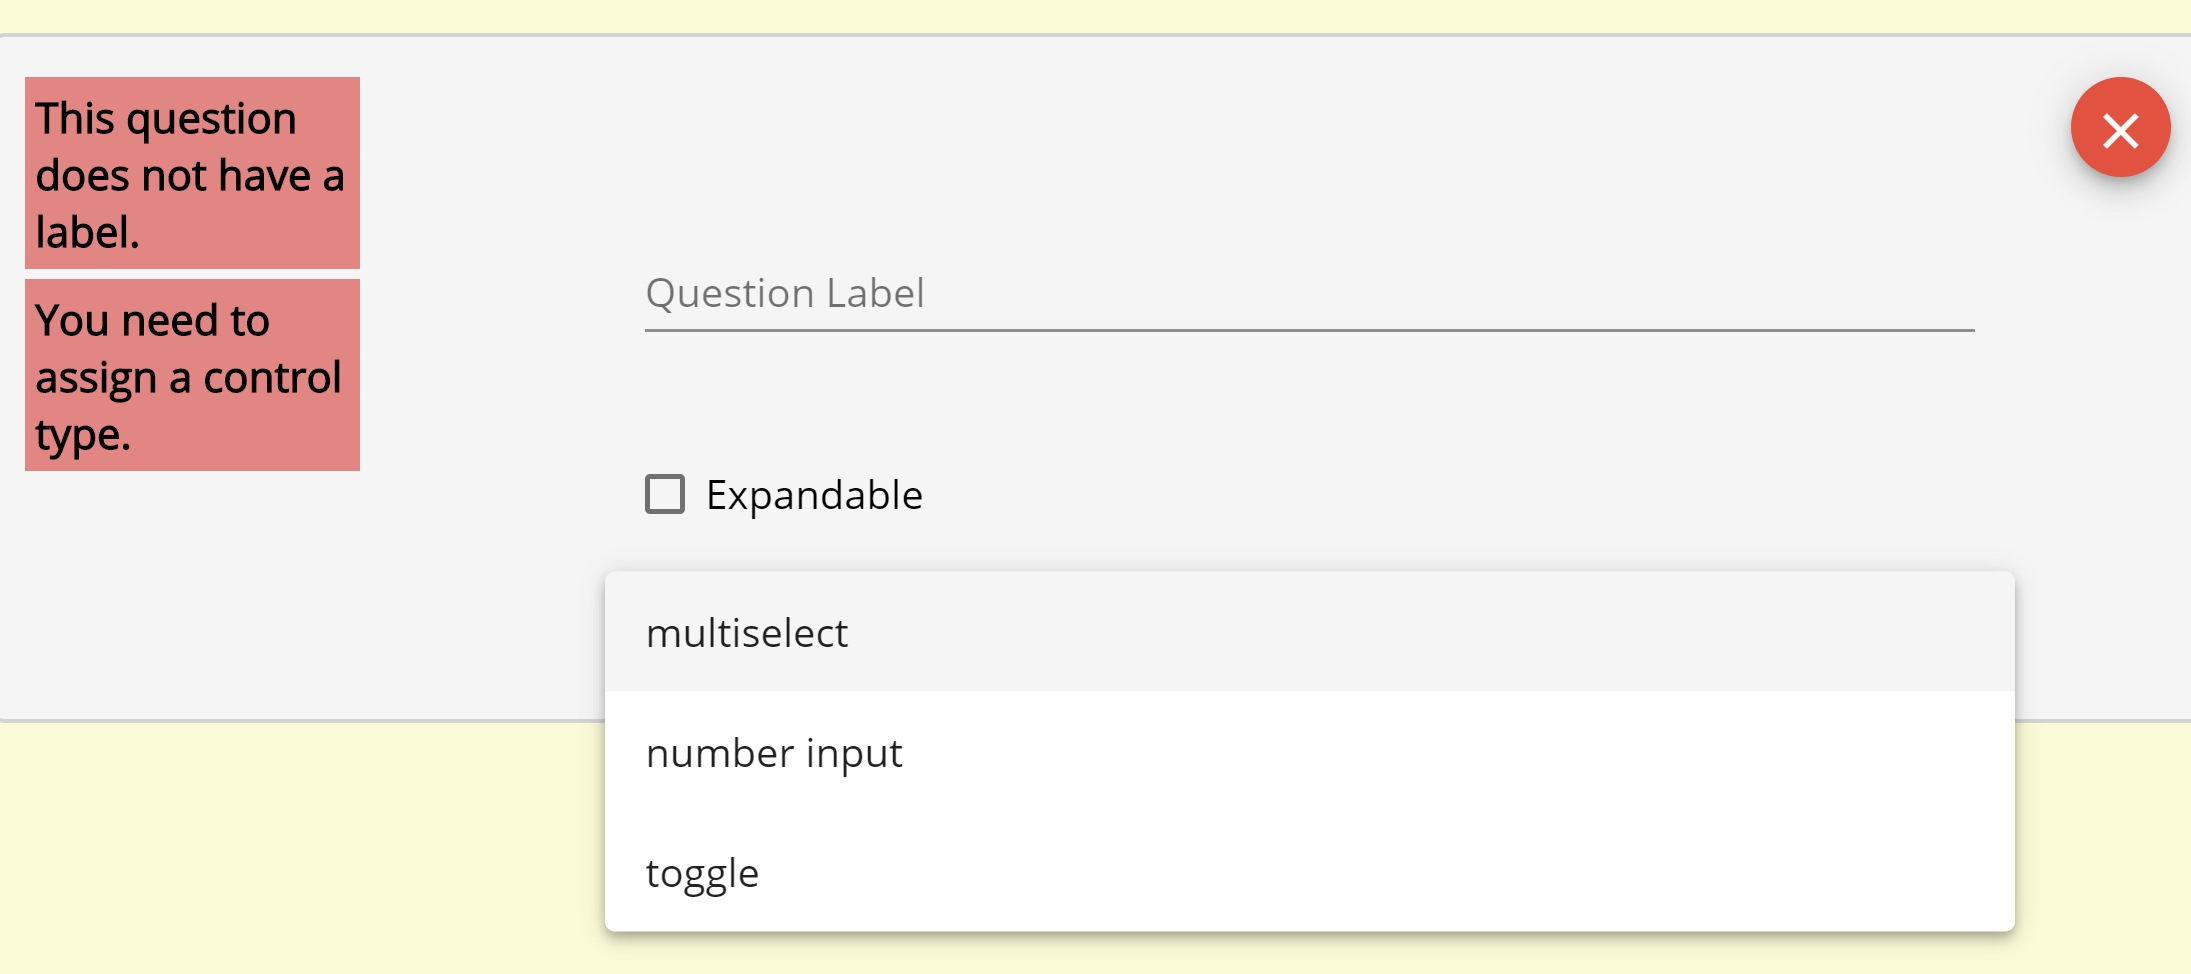 This question
does not have a
label.
You need to
assign a control
type.
Question Label
Expandable
multiselect
number input
toggle